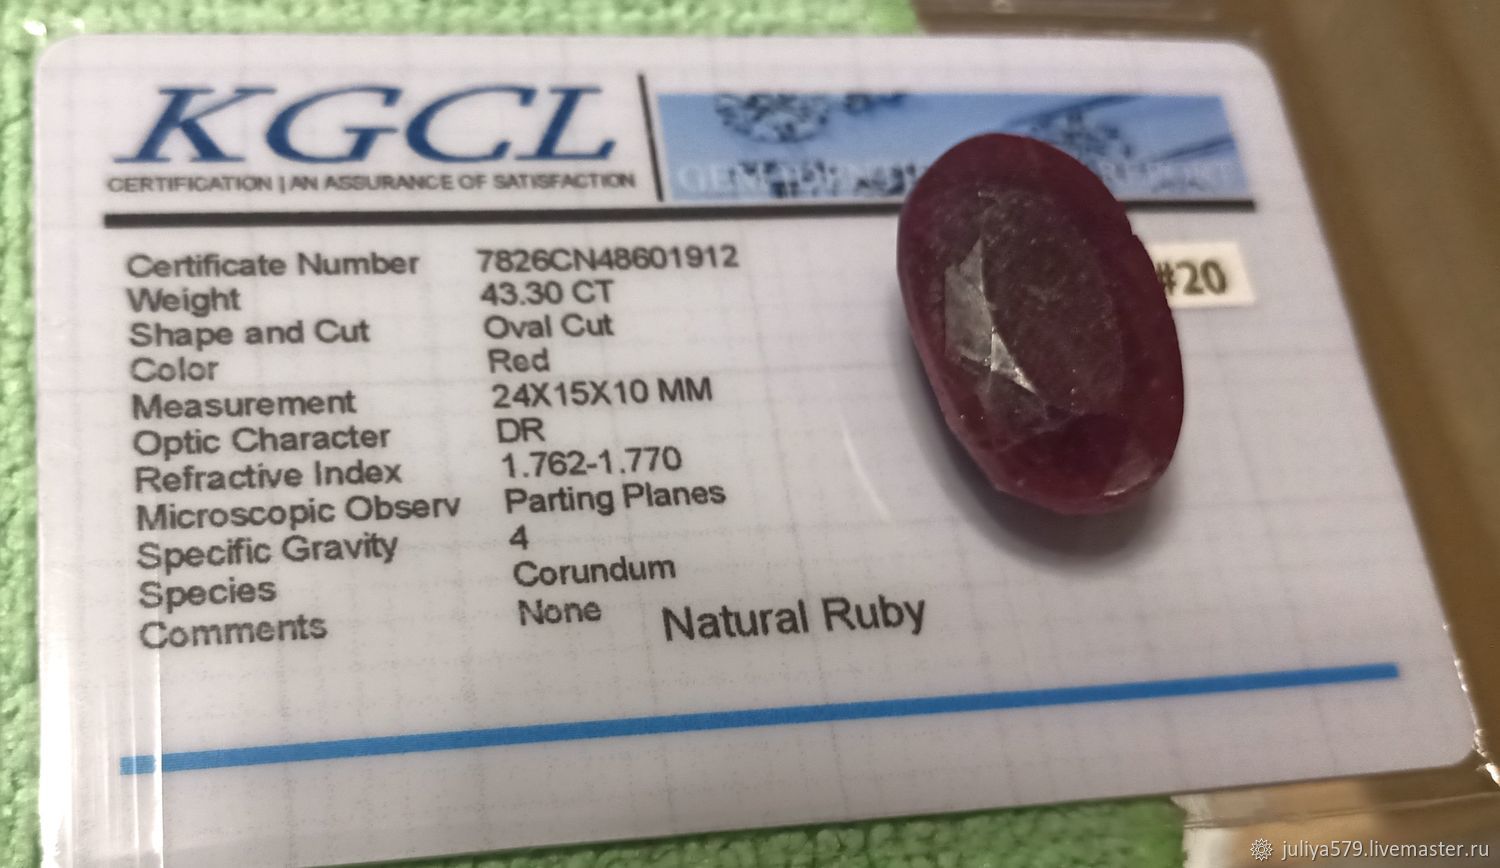 KGCL
CERTIFICATION | AN ASSURANCE OF SATISFACTION
Certificate Number 7826CN48601912
Weight 43.30 CT
#20
Shape and Cut Oval Cut
Color Red
Measurement 24X15X10 MM
Optic Character DR
Refractive Index 1.762-1.770
Microscopic Observ Parting Planes
Specific Gravity 4
Species Corundum
Comments None
Natural Ruby
juliya579.livemaster.ru